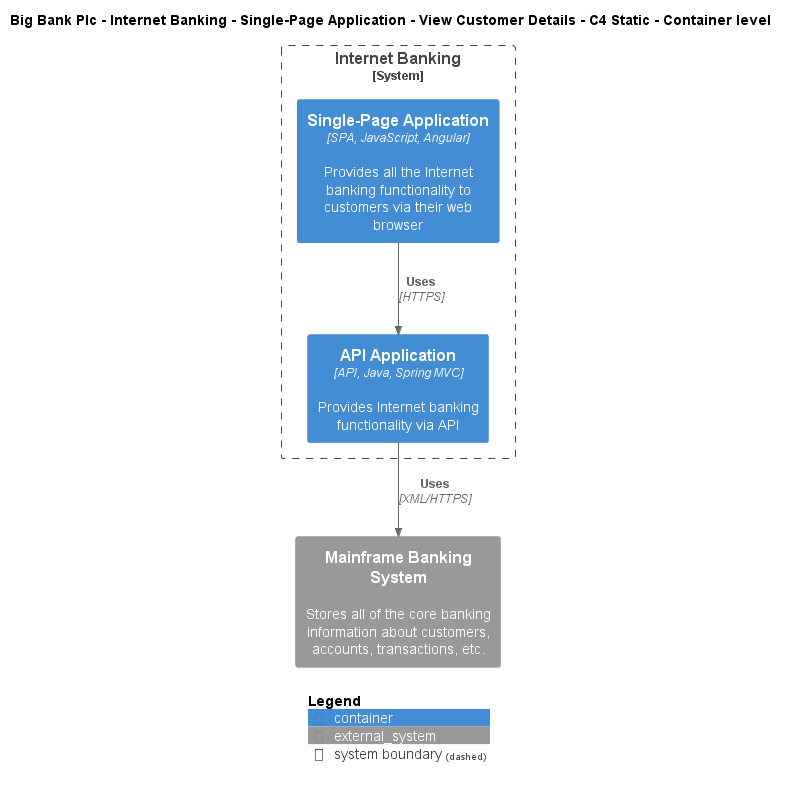 Big Bank Plc - Internet Banking - Single-Page Application - View Customer Details - C4 Static - Container level
Internet Banking
[System]
Single-Page Application
[SPA, JavaScript, Angular]
Provides all the Internet
banking functionality to
customers via their web
browser
Uses
[HTTPS]
API Application
[API, Java, Spring MVC]
Provides Internet banking
functionality via API
Uses
[XML/HTTPS]
Mainframe Banking
System
Stores all of the core banking
information about customers,
accounts, transactions, etc.
Legend
container
external_system
system boundary (dashed)